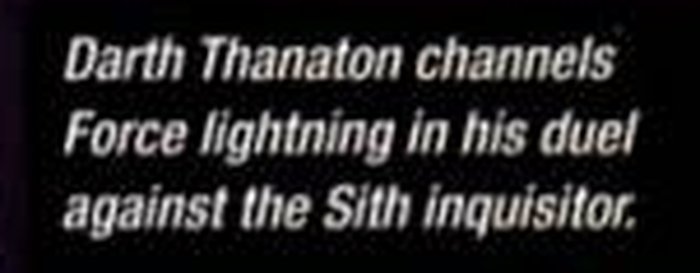 Darth Thanaton channels
Force lightning in his duel
against the Sith inquisitor.